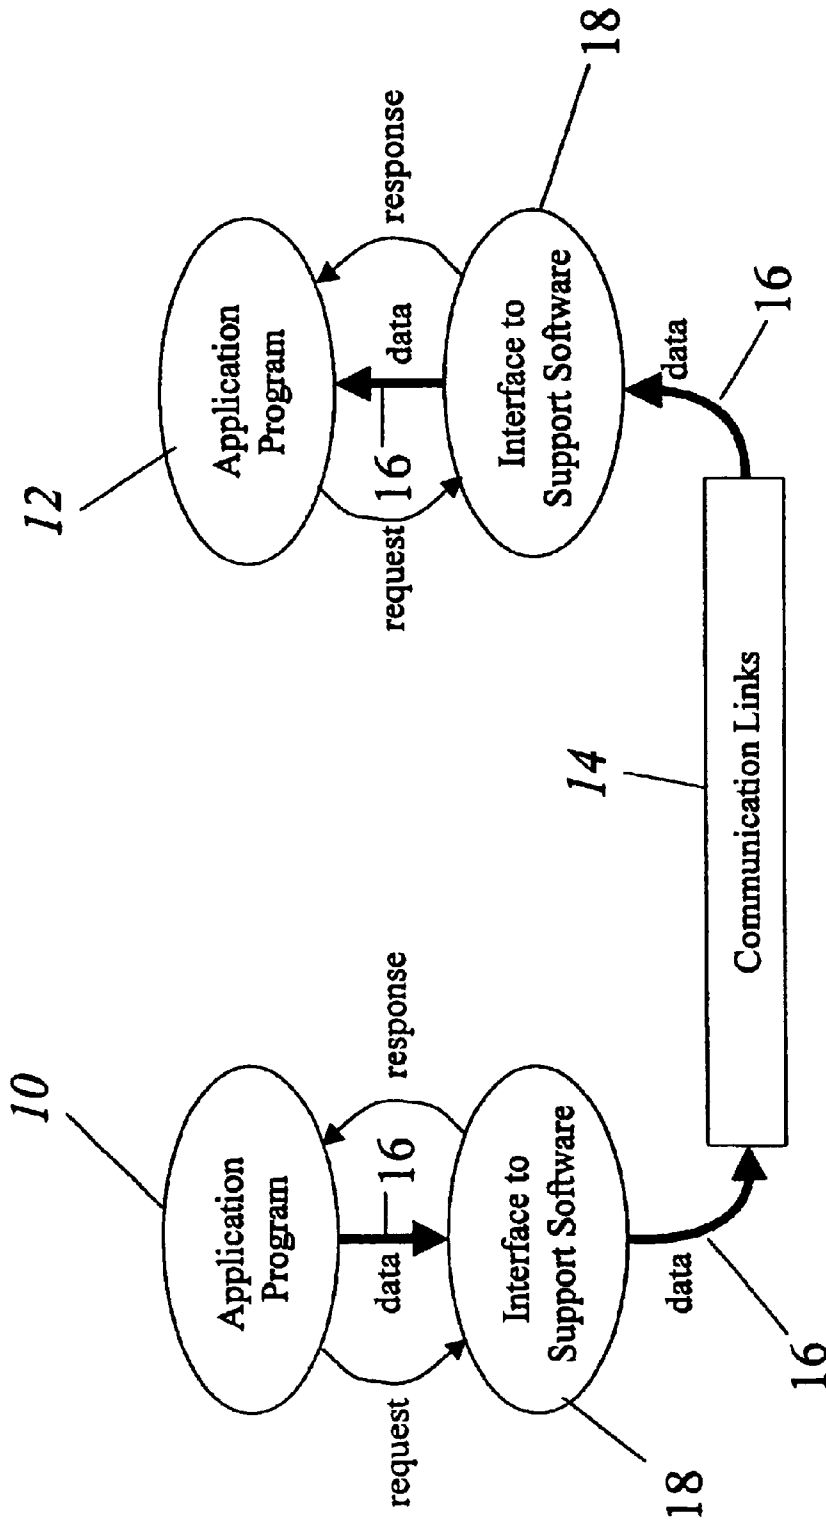 10
Application
Program
request
data
16
response
Interface to
Support Software
18
data
16
14
Communication Links
12
Application
Program
request
16
data
response
Interface to
Support Software
18
data
16